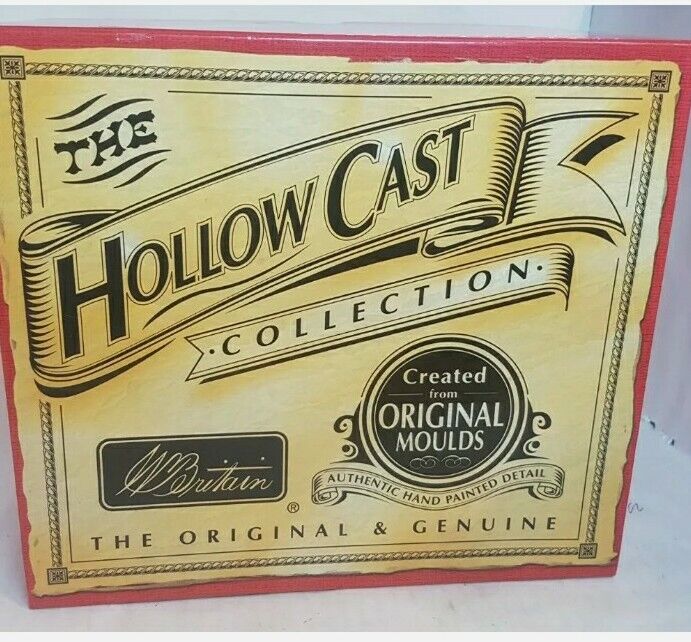 THE
HOLLOW CAST
·COLLECTION·
Created
from
ORIGINAL
MOULDS
AUTHENTIC HAND PAINTED DETAIL
W Britain
®
THE ORIGINAL & GENUINE